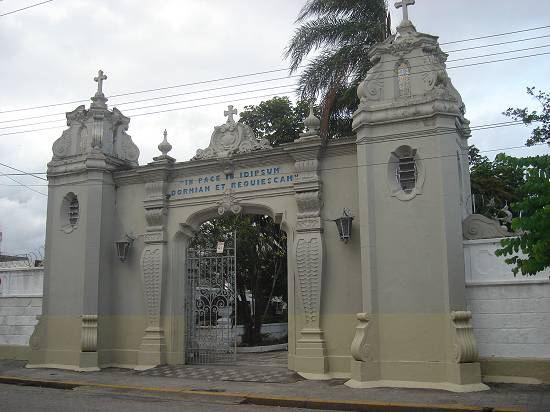 "IN PACE IN IDIPSUM
DORMIAM ET REQUIESCAM"